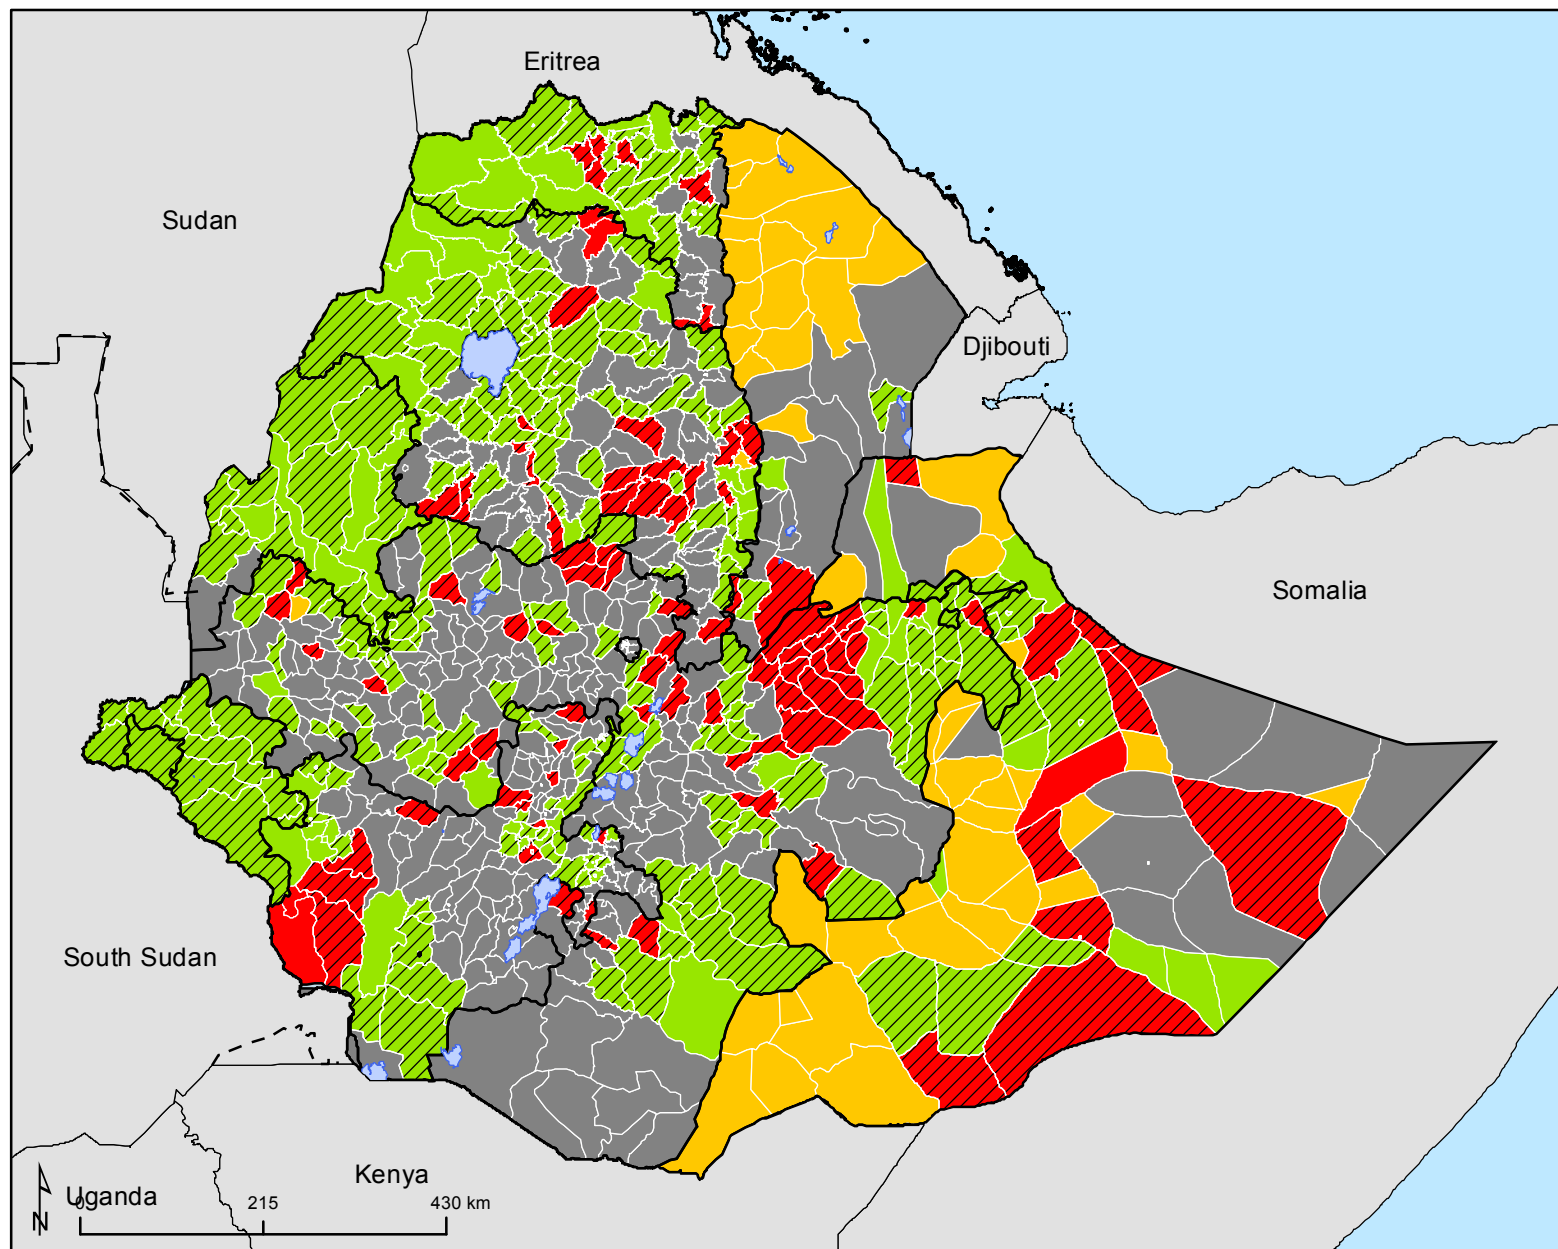 Eritrea
Sudan
Djibouti
Somalia
South Sudan
Kenya
Uganda
0 215 430 km
N